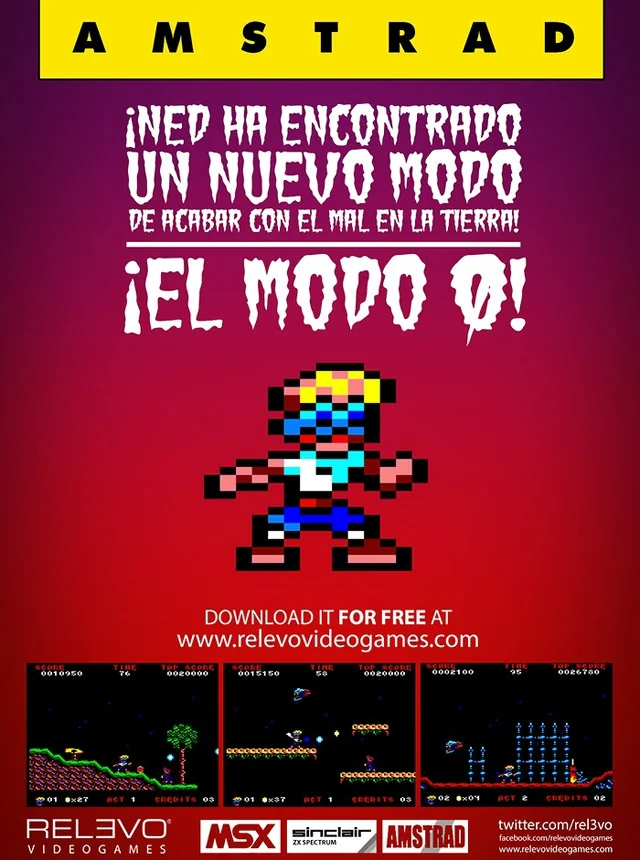 AMSTRAD
¡NED HA ENCONTRADO
UN NUEVO MODO
DE ACABAR CON EL MAL EN LA TIERRA!
¡EL MODO 0!
DOWNLOAD IT FOR FREE AT
www.relevovideogames.com
SCORE TIME TOP SCORE
0010950 76 0020000
01 x27 ACT 1 CREDITS 03
SCORE TIME TOP SCORE
0015150 58 0020000
01 x37 ACT 1 CREDITS 03
SCORE TIME TOP SCORE
0002100 95 0026780
02 x04 ACT 2 CREDITS 02
REL3VO®
VIDEOGAMES
MSX
sinclair
ZX SPECTRUM
AMSTRAD
twitter.com/rel3vo
facebook.com/relevovideogames
www.relevovideogames.com